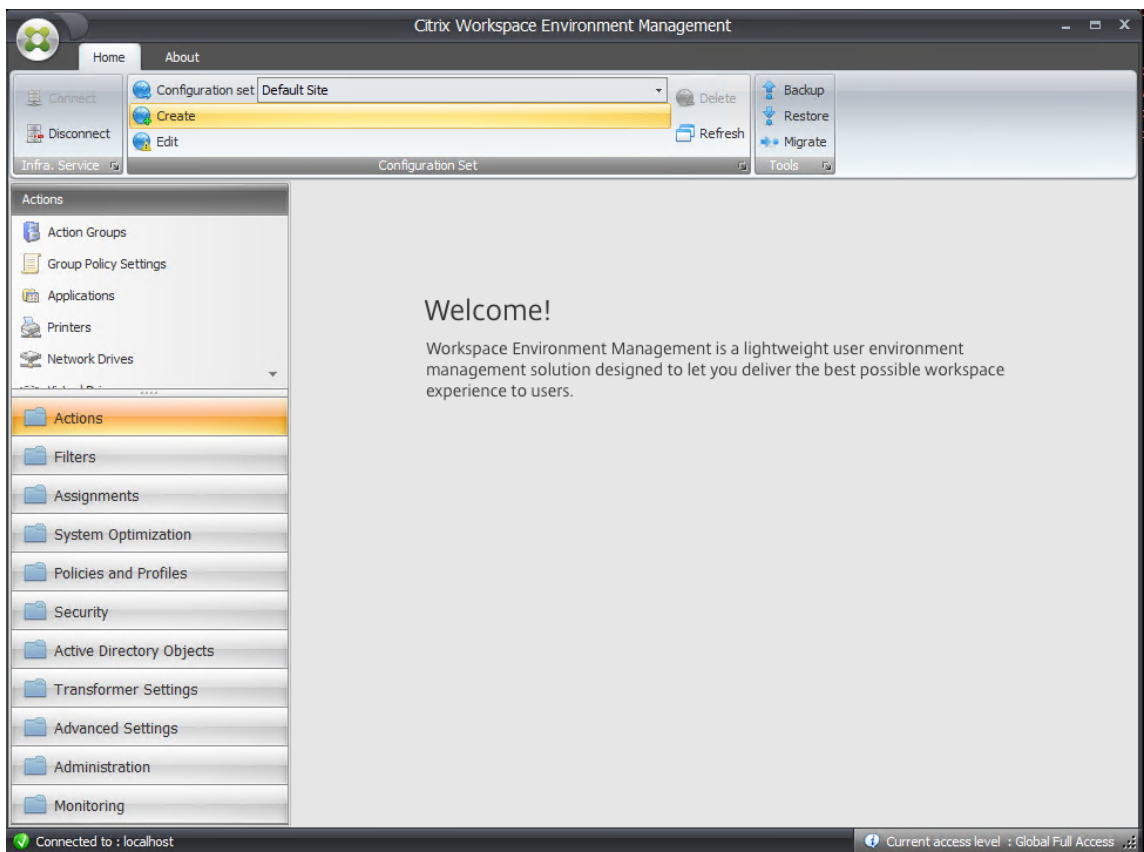 Citrix Workspace Environment Management
Home About
Connect
Disconnect
Infra. Service
Configuration set Default Site
Create
Edit
Delete
Refresh
Configuration Set
Backup
Restore
Migrate
Tools
Actions
Action Groups
Group Policy Settings
Applications
Printers
Network Drives
Actions
Filters
Assignments
System Optimization
Policies and Profiles
Security
Active Directory Objects
Transformer Settings
Advanced Settings
Administration
Monitoring
Welcome!
Workspace Environment Management is a lightweight user environment
management solution designed to let you deliver the best possible workspace
experience to users.
Connected to : localhost
Current access level : Global Full Access